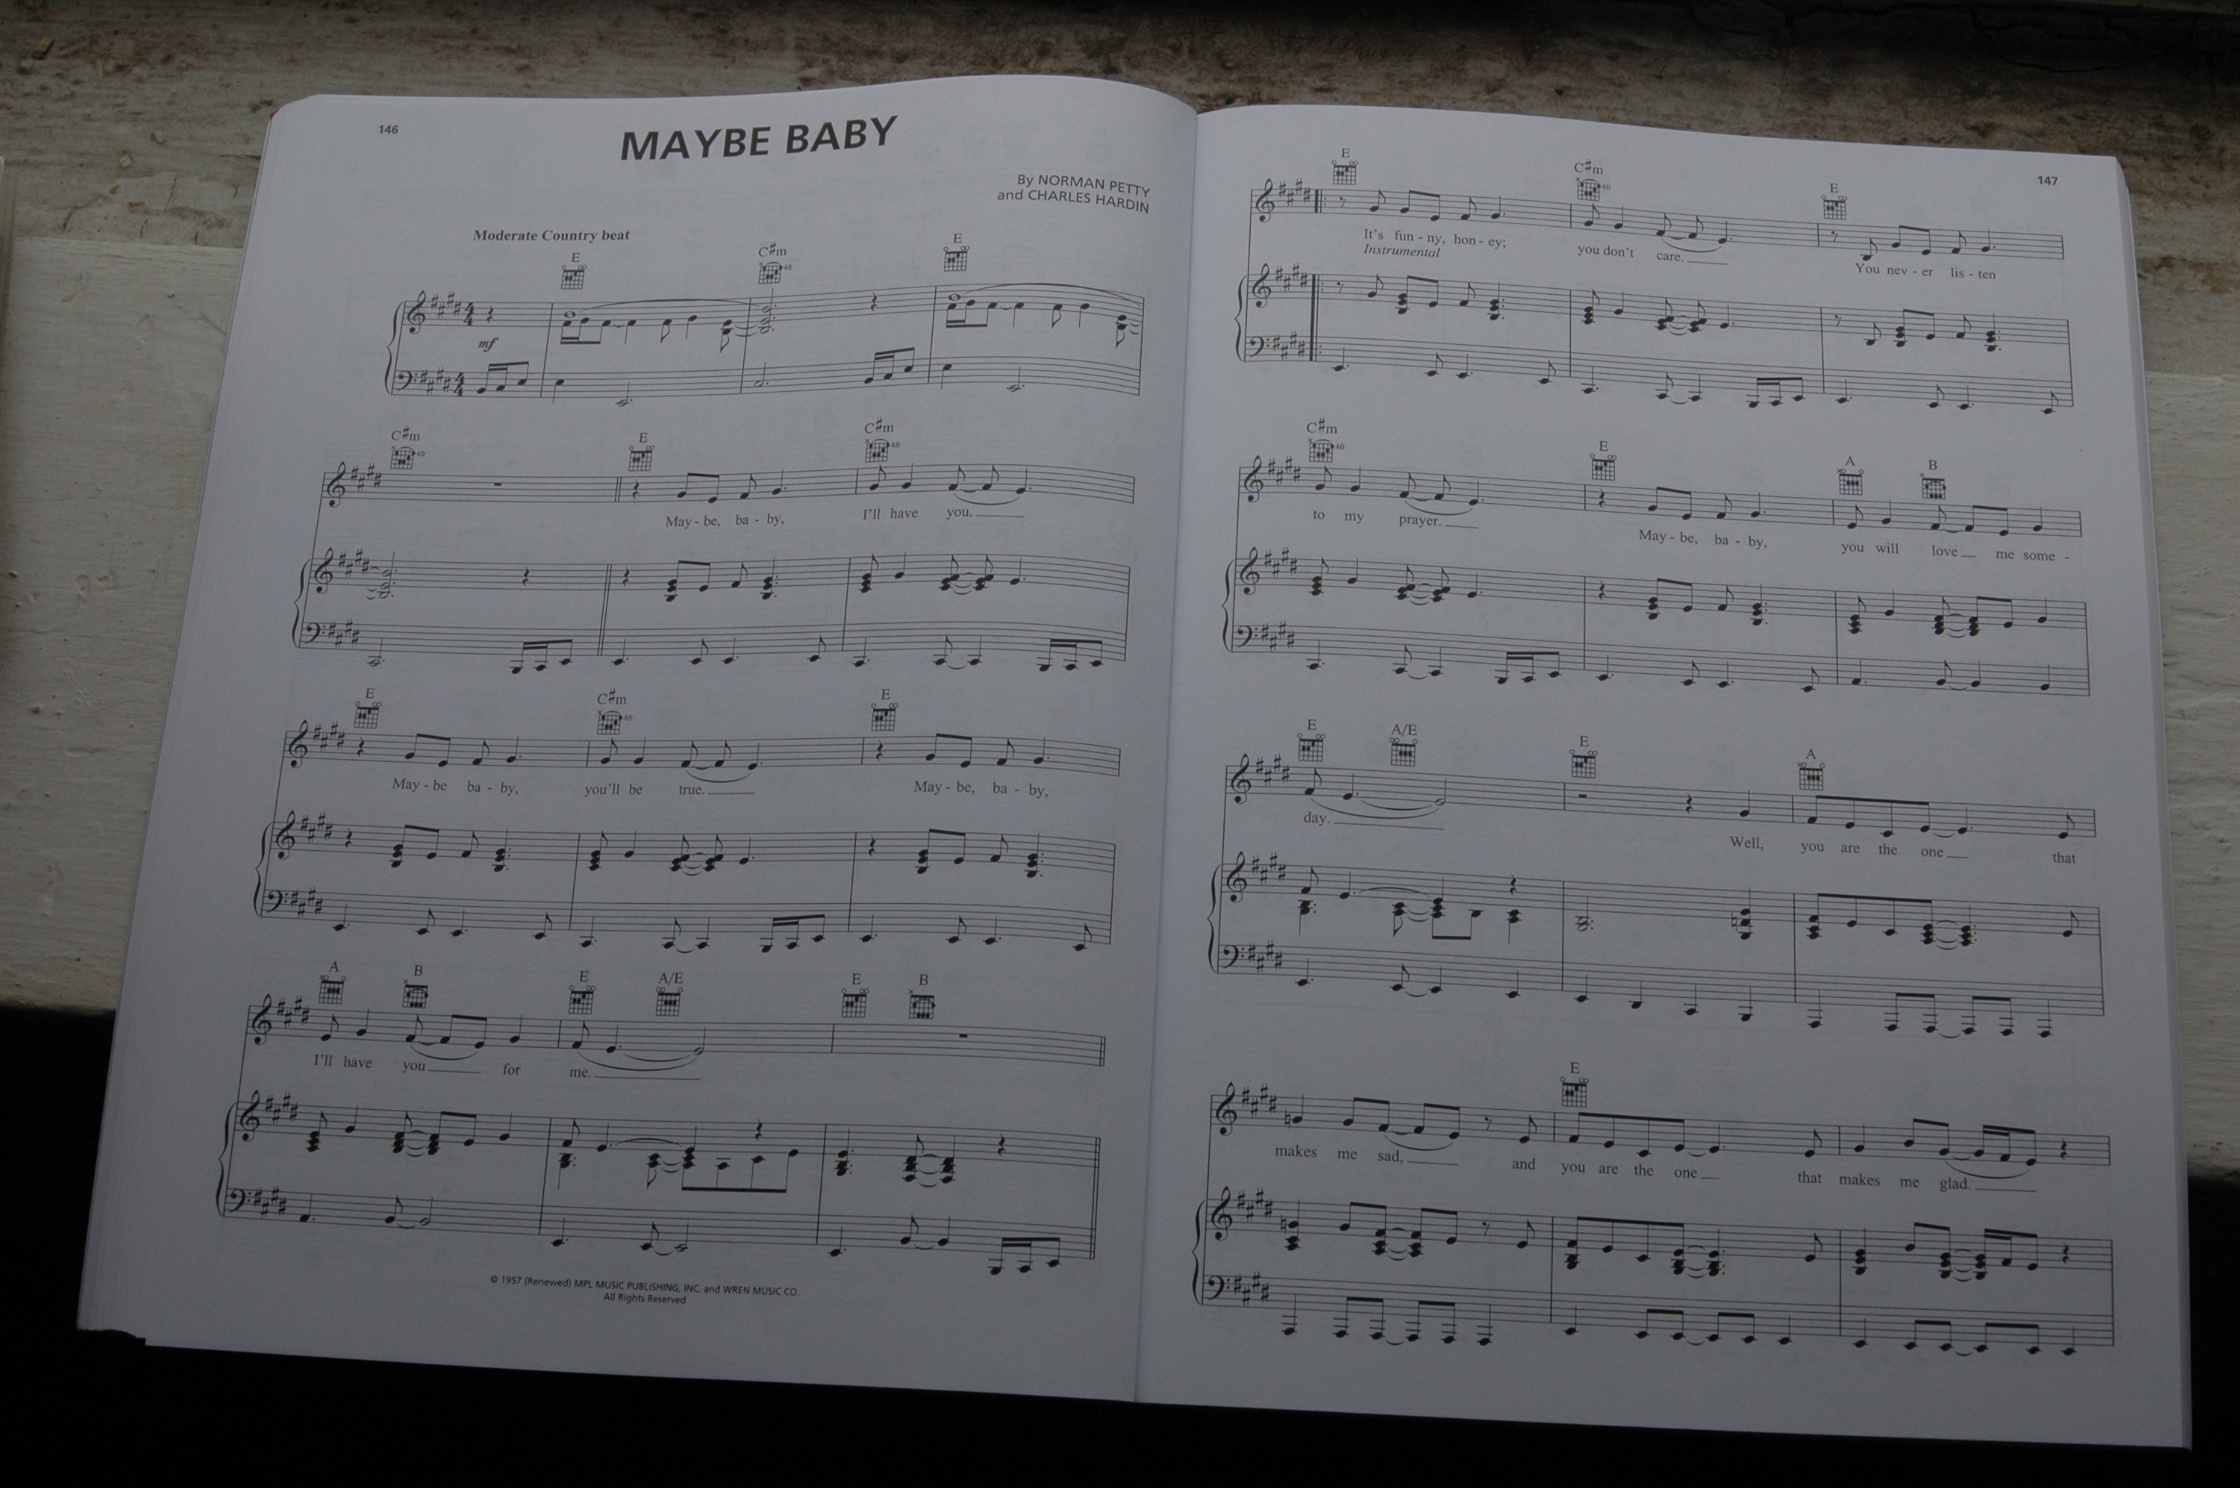 146
MAYBE BABY
By NORMAN PETTY
and CHARLES HARDIN
Moderate Country beat
E C#m E
mf
C#m E C#m
May - be, ba - by, I'll have you.
E C#m E
May - be ba - by, you'll be true. May - be, ba - by,
A B E A/E E B
I'll have you for me.
© 1957 (Renewed) MPL MUSIC PUBLISHING, INC. and WREN MUSIC CO.
All Rights Reserved
147
E C#m E
It's fun - ny, hon - ey; you don't care. You nev - er lis - ten
Instrumental
C#m E A B
to my prayer. May - be, ba - by, you will love me some -
E A/E E A
day. Well, you are the one that
E
makes me sad, and you are the one that makes me glad.